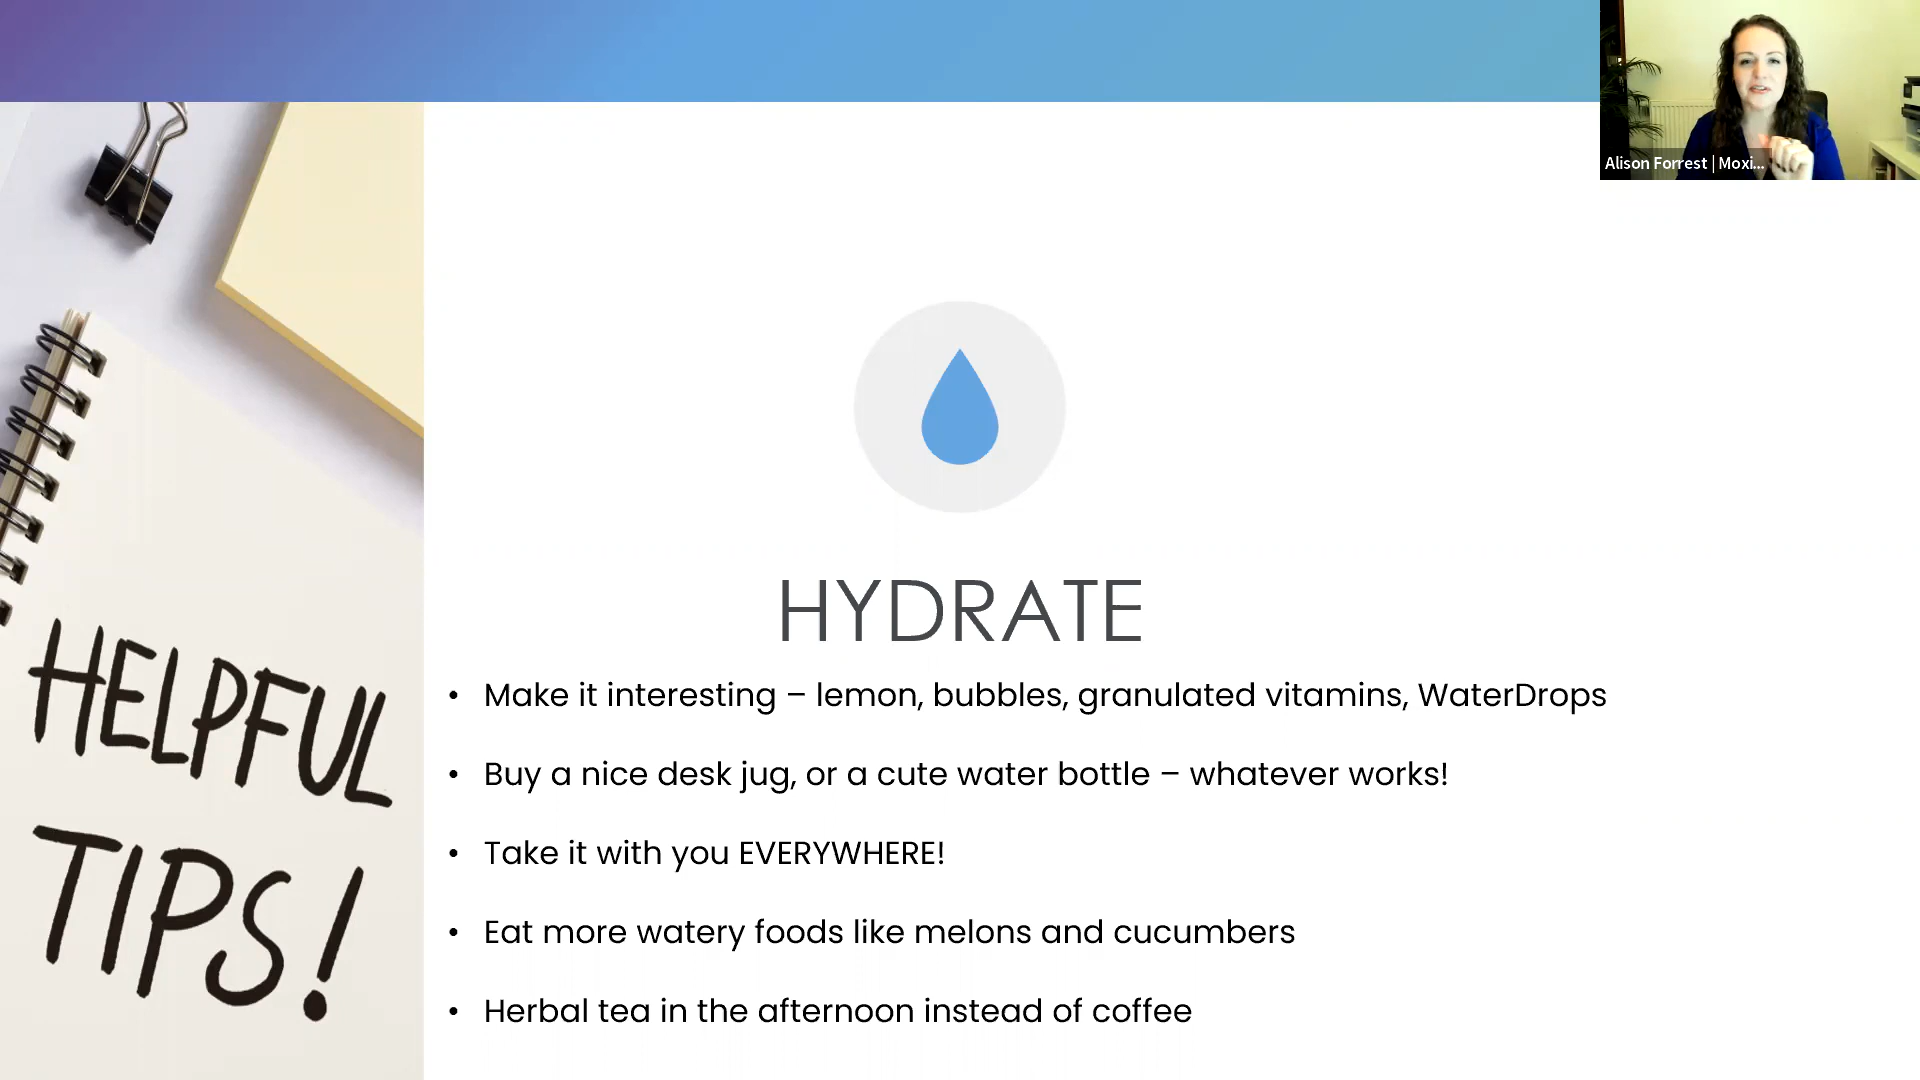 Alison Forrest | Moxi...
HELPFUL
TIPS!
HYDRATE
• Make it interesting – lemon, bubbles, granulated vitamins, WaterDrops
• Buy a nice desk jug, or a cute water bottle – whatever works!
• Take it with you EVERYWHERE!
• Eat more watery foods like melons and cucumbers
• Herbal tea in the afternoon instead of coffee